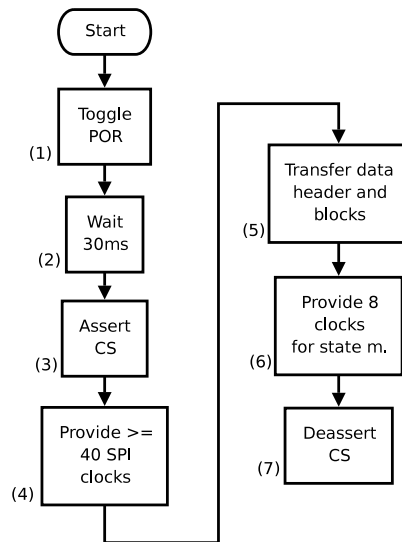 Start
Toggle
POR
(1)
Wait
30ms
(2)
Assert
CS
(3)
Provide >=
40 SPI
clocks
(4)
Transfer data
header and
blocks
(5)
Provide 8
clocks
for state m.
(6)
Deassert
CS
(7)